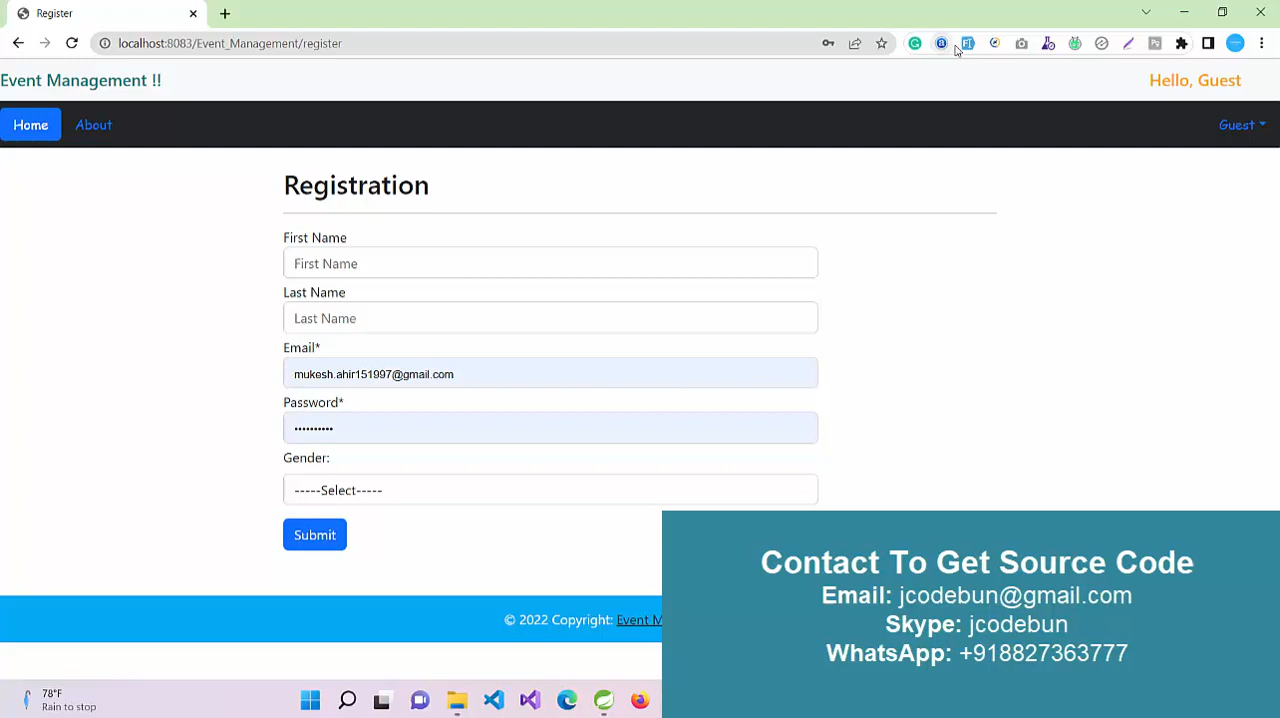 Register
localhost:8083/Event_Management/register
Event Management !!
Hello, Guest
Home
About
Guest
Registration
First Name
First Name
Last Name
Last Name
Email*
mukesh.ahir151997@gmail.com
Password*
••••••••••
Gender:
-----Select-----
Submit
© 2022 Copyright: Event M
Contact To Get Source Code
Email: jcodebun@gmail.com
Skype: jcodebun
WhatsApp: +918827363777
78°F
Rain to stop